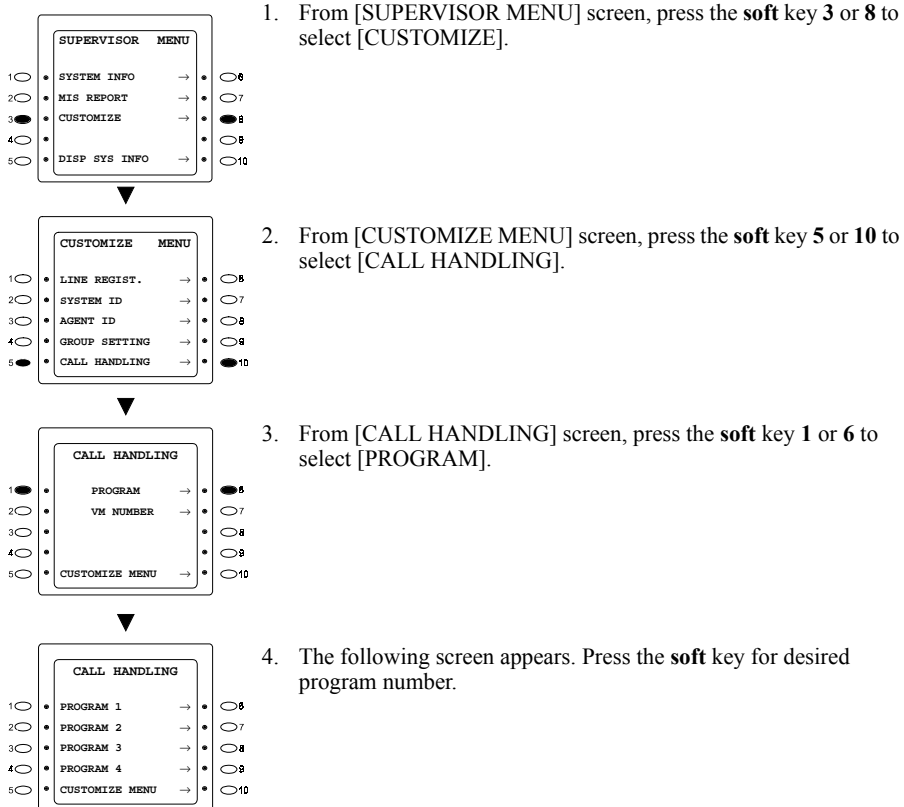 1. From [SUPERVISOR MENU] screen, press the soft key 3 or 8 to
select [CUSTOMIZE].
SUPERVISOR MENU
1 SYSTEM INFO → 6
2 MIS REPORT → 7
3 CUSTOMIZE → 8
4 9
5 DISP SYS INFO → 10
2. From [CUSTOMIZE MENU] screen, press the soft key 5 or 10 to
select [CALL HANDLING].
CUSTOMIZE MENU
1 LINE REGIST. → 6
2 SYSTEM ID → 7
3 AGENT ID → 8
4 GROUP SETTING → 9
5 CALL HANDLING → 10
3. From [CALL HANDLING] screen, press the soft key 1 or 6 to
select [PROGRAM].
CALL HANDLING
1 PROGRAM → 6
2 VM NUMBER → 7
3 8
4 9
5 CUSTOMIZE MENU → 10
4. The following screen appears. Press the soft key for desired
program number.
CALL HANDLING
1 PROGRAM 1 → 6
2 PROGRAM 2 → 7
3 PROGRAM 3 → 8
4 PROGRAM 4 → 9
5 CUSTOMIZE MENU → 10